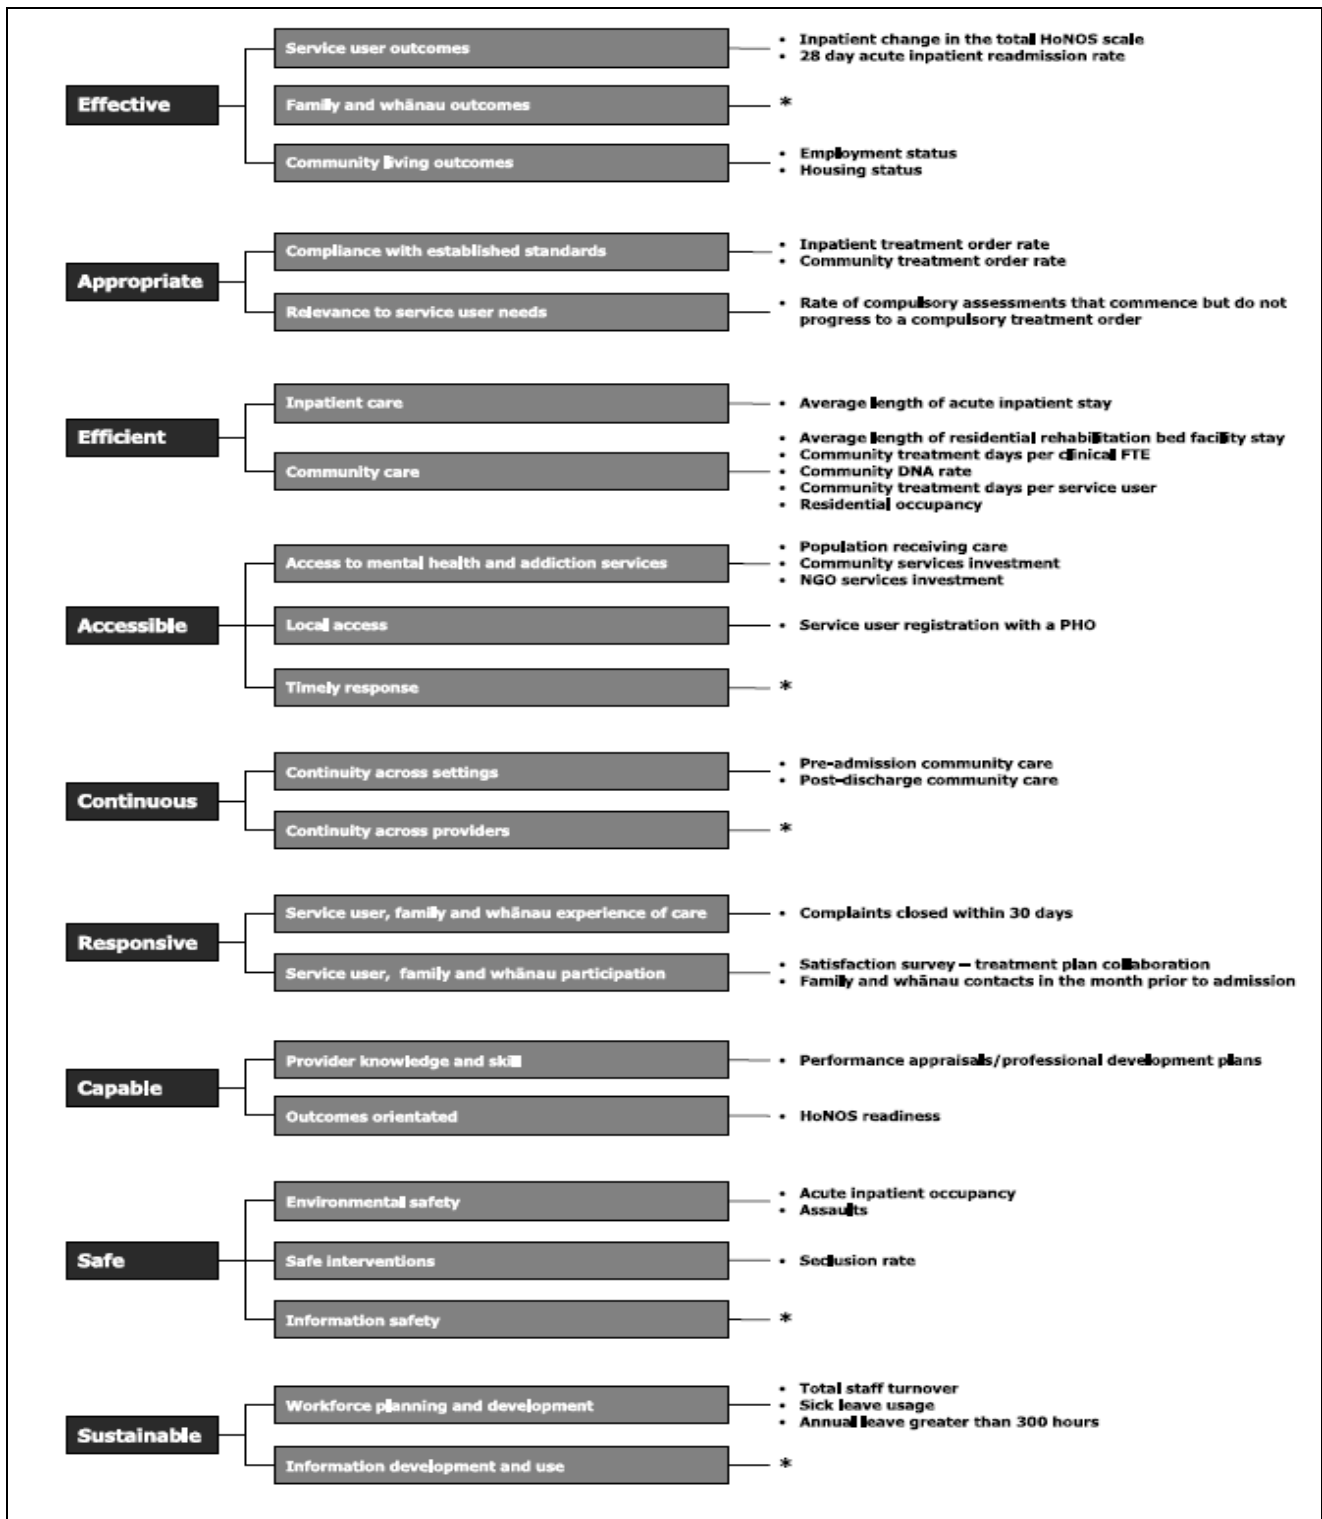 Effective
Service user outcomes
• Inpatient change in the total HoNOS scale
• 28 day acute inpatient readmission rate
Family and whānau outcomes
*
Community living outcomes
• Employment status
• Housing status
Appropriate
Compliance with established standards
• Inpatient treatment order rate
• Community treatment order rate
Relevance to service user needs
• Rate of compulsory assessments that commence but do not
progress to a compulsory treatment order
Efficient
Inpatient care
• Average length of acute inpatient stay
Community care
• Average length of residential rehabilitation bed facility stay
• Community treatment days per clinical FTE
• Community DNA rate
• Community treatment days per service user
• Residential occupancy
Accessible
Access to mental health and addiction services
• Population receiving care
• Community services investment
• NGO services investment
Local access
• Service user registration with a PHO
Timely response
*
Continuous
Continuity across settings
• Pre-admission community care
• Post-discharge community care
Continuity across providers
*
Responsive
Service user, family and whānau experience of care
• Complaints closed within 30 days
Service user, family and whānau participation
• Satisfaction survey – treatment plan collaboration
• Family and whānau contacts in the month prior to admission
Capable
Provider knowledge and skill
• Performance appraisals/professional development plans
Outcomes orientated
• HoNOS readiness
Safe
Environmental safety
• Acute inpatient occupancy
• Assaults
Safe interventions
• Seclusion rate
Information safety
*
Sustainable
Workforce planning and development
• Total staff turnover
• Sick leave usage
• Annual leave greater than 300 hours
Information development and use
*